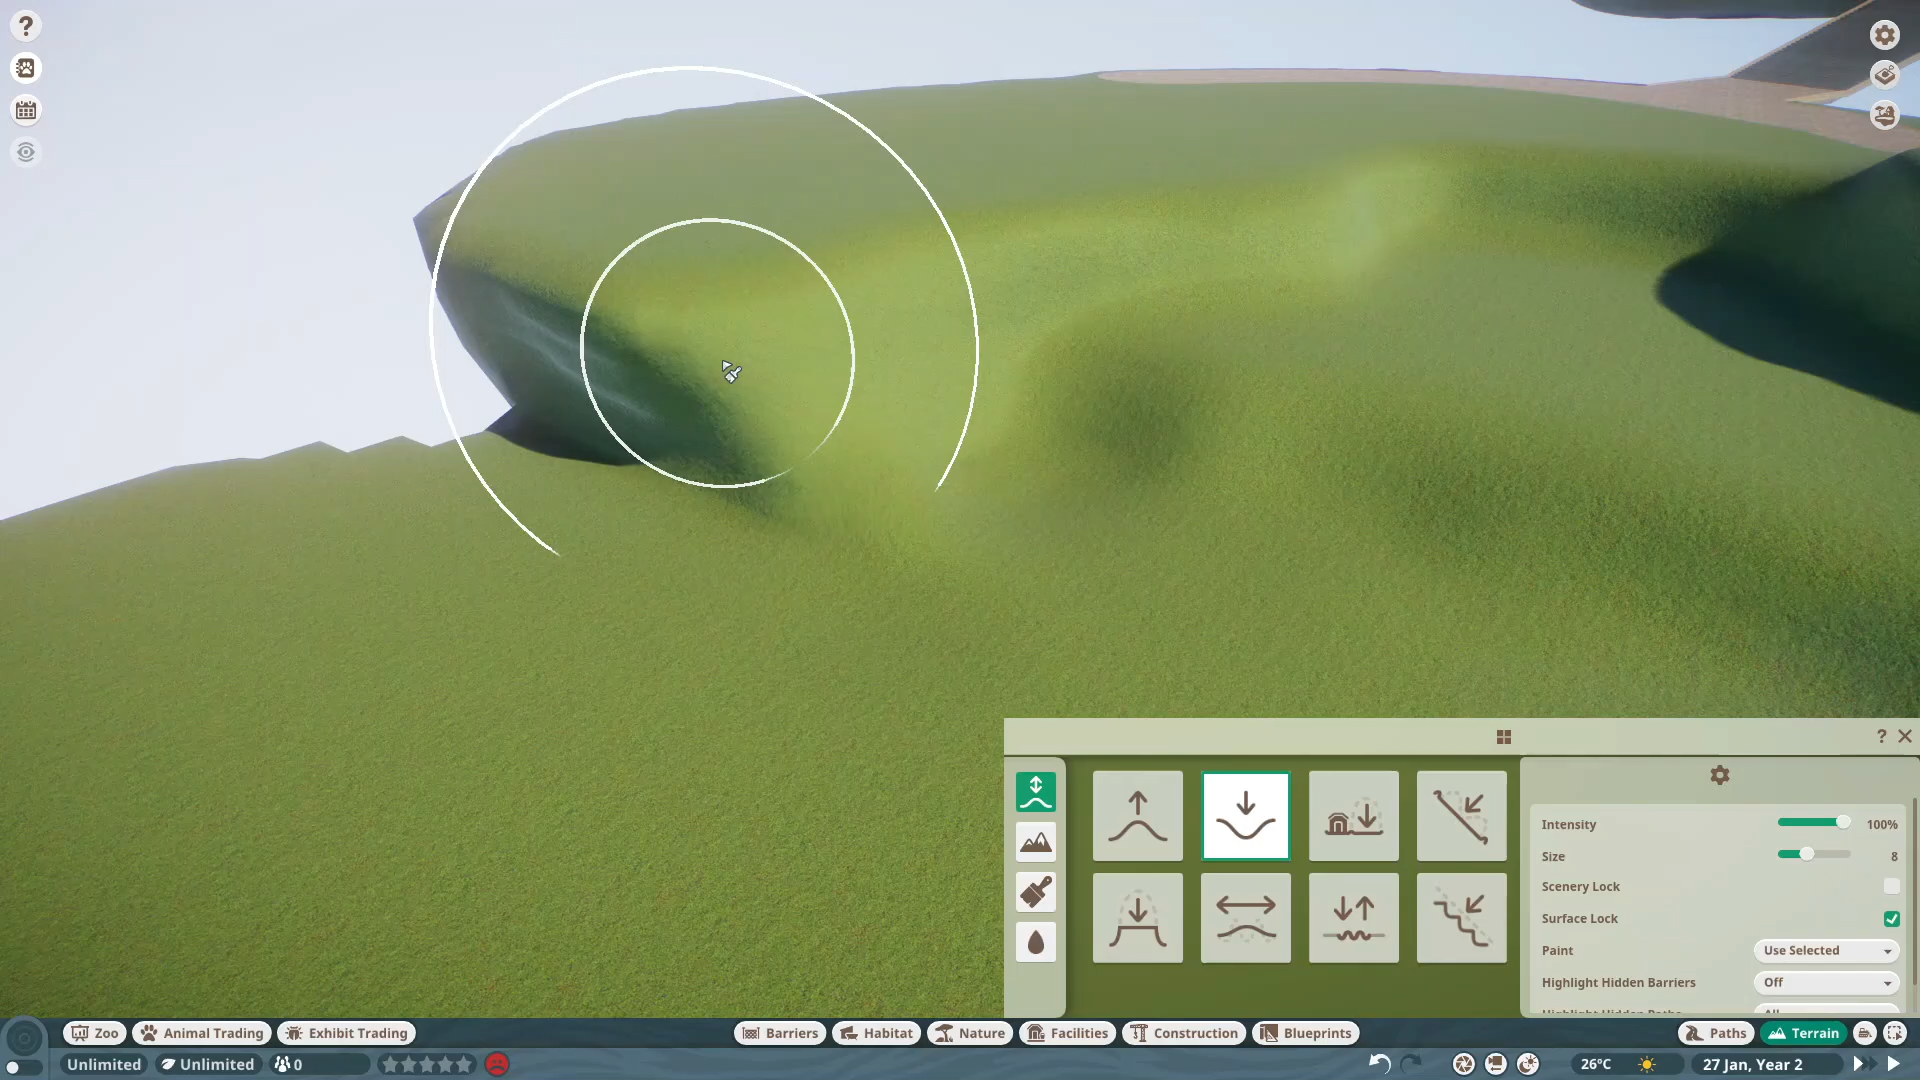 ?
? ×
Intensity 100%
Size 8
Scenery Lock
Surface Lock
Paint Use Selected
Highlight Hidden Barriers Off
Zoo Animal Trading Exhibit Trading Barriers Habitat Nature Facilities Construction Blueprints Paths Terrain
Unlimited Unlimited 0 26°C 27 Jan, Year 2